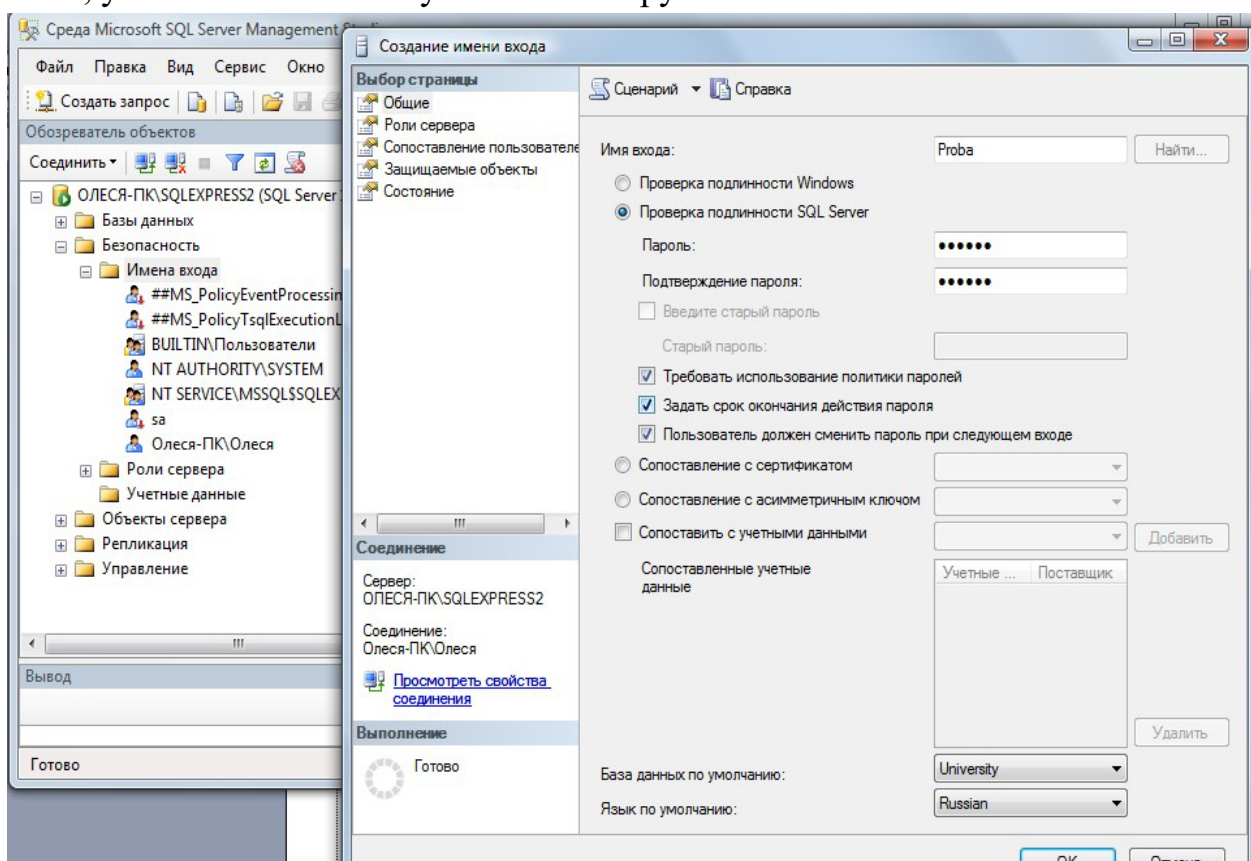 Среда Microsoft SQL Server Management
Файл Правка Вид Сервис Окно
Создать запрос
Обозреватель объектов
Соединить
ОЛЕСЯ-ПК\SQLEXPRESS2 (SQL Server
Базы данных
Безопасность
Имена входа
##MS_PolicyEventProcessin
##MS_PolicyTsqlExecutionL
BUILTIN\Пользователи
NT AUTHORITY\SYSTEM
NT SERVICE\MSSQL$SQLEX
sa
Олеся-ПК\Олеся
Роли сервера
Учетные данные
Объекты сервера
Репликация
Управление
Вывод
Готово
Создание имени входа
Выбор страницы
Общие
Роли сервера
Сопоставление пользователе
Защищаемые объекты
Состояние
Соединение
Сервер:
ОЛЕСЯ-ПК\SQLEXPRESS2
Соединение:
Олеся-ПК\Олеся
Просмотреть свойства
соединения
Выполнение
Готово
Сценарий Справка
Имя входа: Proba Найти...
Проверка подлинности Windows
Проверка подлинности SQL Server
Пароль: ●●●●●●
Подтверждение пароля: ●●●●●●
Введите старый пароль
Старый пароль:
Требовать использование политики паролей
Задать срок окончания действия пароля
Пользователь должен сменить пароль при следующем входе
Сопоставление с сертификатом
Сопоставление с асимметричным ключом
Сопоставить с учетными данными Добавить
Сопоставленные учетные
данные
Учетные ... Поставщик
Удалить
База данных по умолчанию: University
Язык по умолчанию: Russian